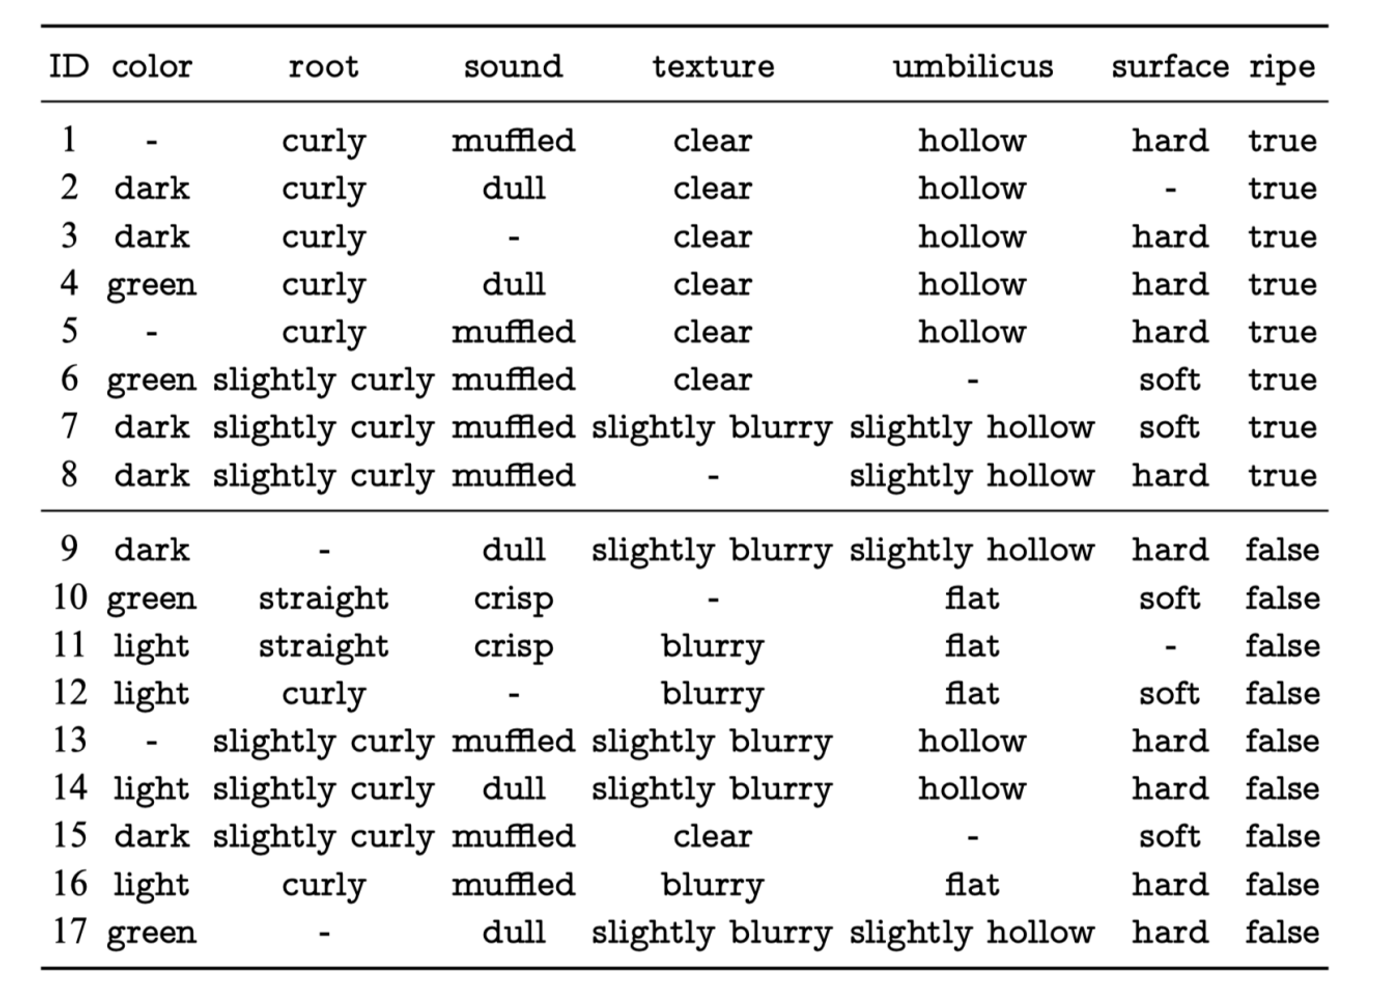 ID color root sound texture umbilicus surface ripe
1 - curly muffled clear hollow hard true
2 dark curly dull clear hollow - true
3 dark curly - clear hollow hard true
4 green curly dull clear hollow hard true
5 - curly muffled clear hollow hard true
6 green slightly curly muffled clear - soft true
7 dark slightly curly muffled slightly blurry slightly hollow soft true
8 dark slightly curly muffled - slightly hollow hard true
9 dark - dull slightly blurry slightly hollow hard false
10 green straight crisp - flat soft false
11 light straight crisp blurry flat - false
12 light curly - blurry flat soft false
13 - slightly curly muffled slightly blurry hollow hard false
14 light slightly curly dull slightly blurry hollow hard false
15 dark slightly curly muffled clear - soft false
16 light curly muffled blurry flat hard false
17 green - dull slightly blurry slightly hollow hard false